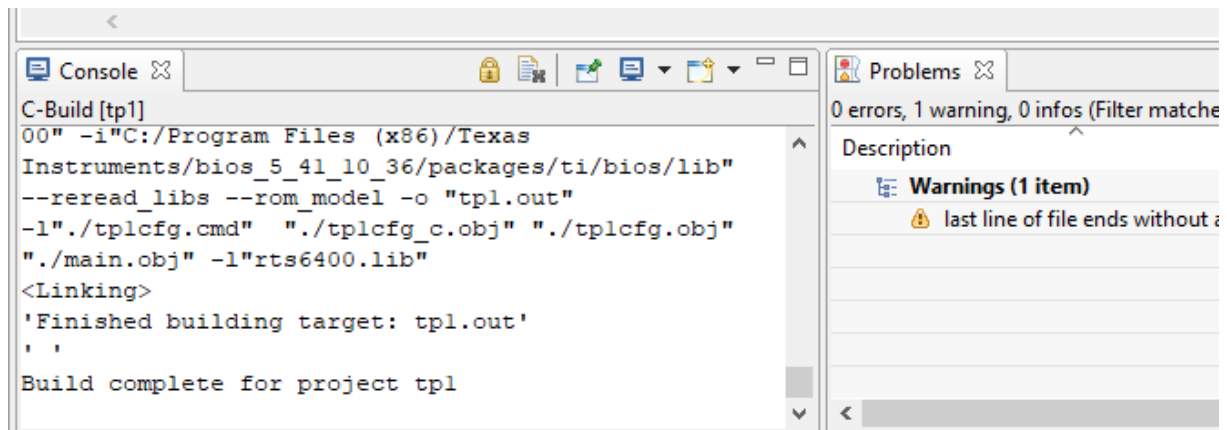 Console
C-Build [tp1]
00" -i"C:/Program Files (x86)/Texas
Instruments/bios_5_41_10_36/packages/ti/bios/lib"
--reread_libs --rom_model -o "tp1.out"
-l"./tp1cfg.cmd"  "./tp1cfg_c.obj" "./tp1cfg.obj"
"./main.obj" -l"rts6400.lib"
<Linking>
'Finished building target: tp1.out'
' '
Build complete for project tp1
Problems
0 errors, 1 warning, 0 infos (Filter matche
Description
Warnings (1 item)
last line of file ends without a